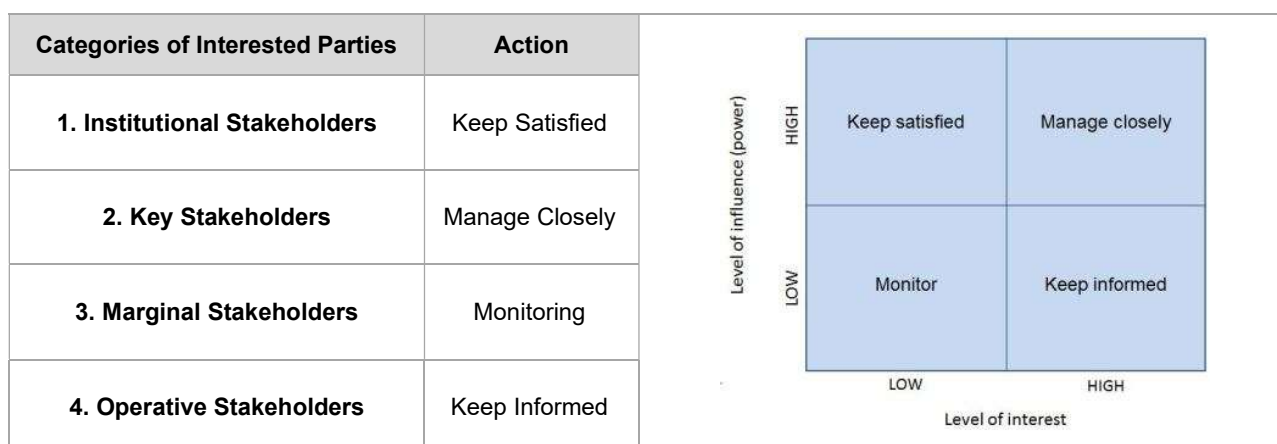 Categories of Interested Parties Action
1. Institutional Stakeholders Keep Satisfied
2. Key Stakeholders Manage Closely
3. Marginal Stakeholders Monitoring
4. Operative Stakeholders Keep Informed
Level of influence (power)
HIGH
LOW
Keep satisfied Manage closely
Monitor Keep informed
LOW HIGH
Level of interest